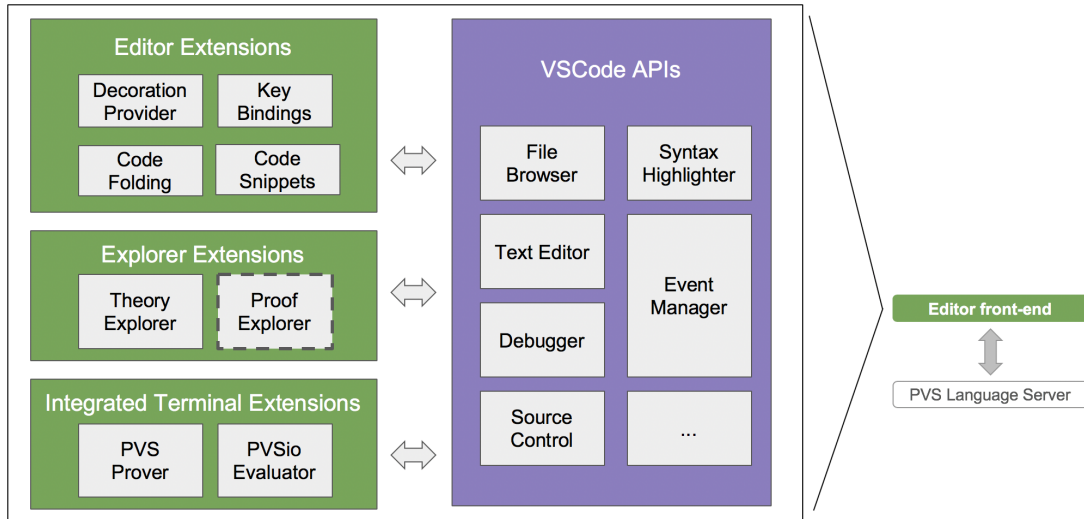 Editor Extensions
Decoration
Provider
Key
Bindings
Code
Folding
Code
Snippets
Explorer Extensions
Theory
Explorer
Proof
Explorer
Integrated Terminal Extensions
PVS
Prover
PVSio
Evaluator
VSCode APIs
File
Browser
Syntax
Highlighter
Text Editor
Event
Manager
Debugger
Source
Control
...
Editor front-end
PVS Language Server